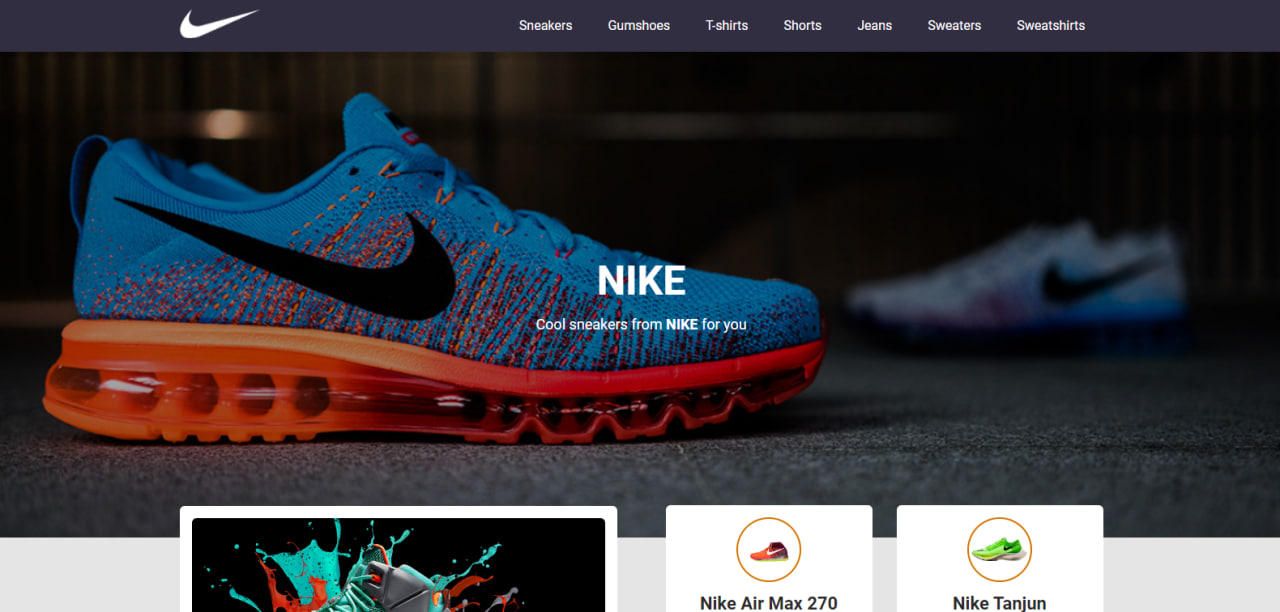 Sneakers Gumshoes T-shirts Shorts Jeans Sweaters Sweatshirts
NIKE
Cool sneakers from NIKE for you
Nike Air Max 270
Nike Tanjun